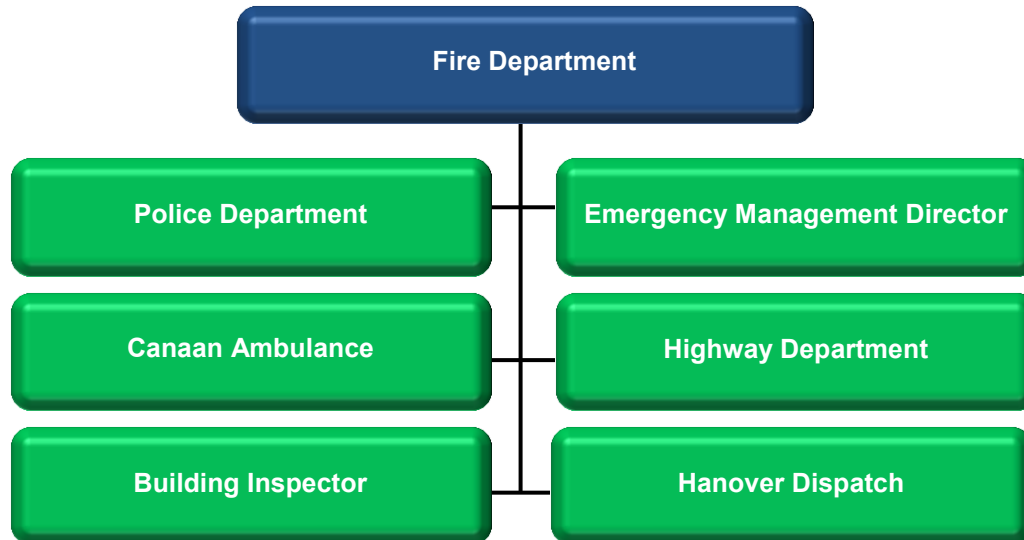 Fire Department
Police Department
Emergency Management Director
Canaan Ambulance
Highway Department
Building Inspector
Hanover Dispatch